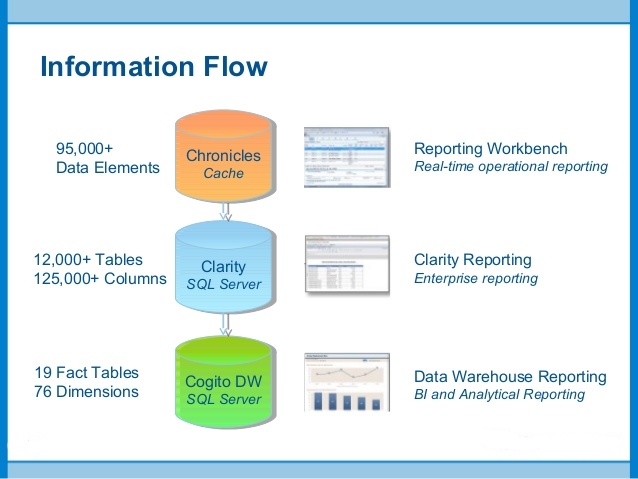 Information Flow
95,000+
Data Elements
Chronicles
Cache
Reporting Workbench
Real-time operational reporting
12,000+ Tables
125,000+ Columns
Clarity
SQL Server
Clarity Reporting
Enterprise reporting
19 Fact Tables
76 Dimensions
Cogito DW
SQL Server
Data Warehouse Reporting
BI and Analytical Reporting